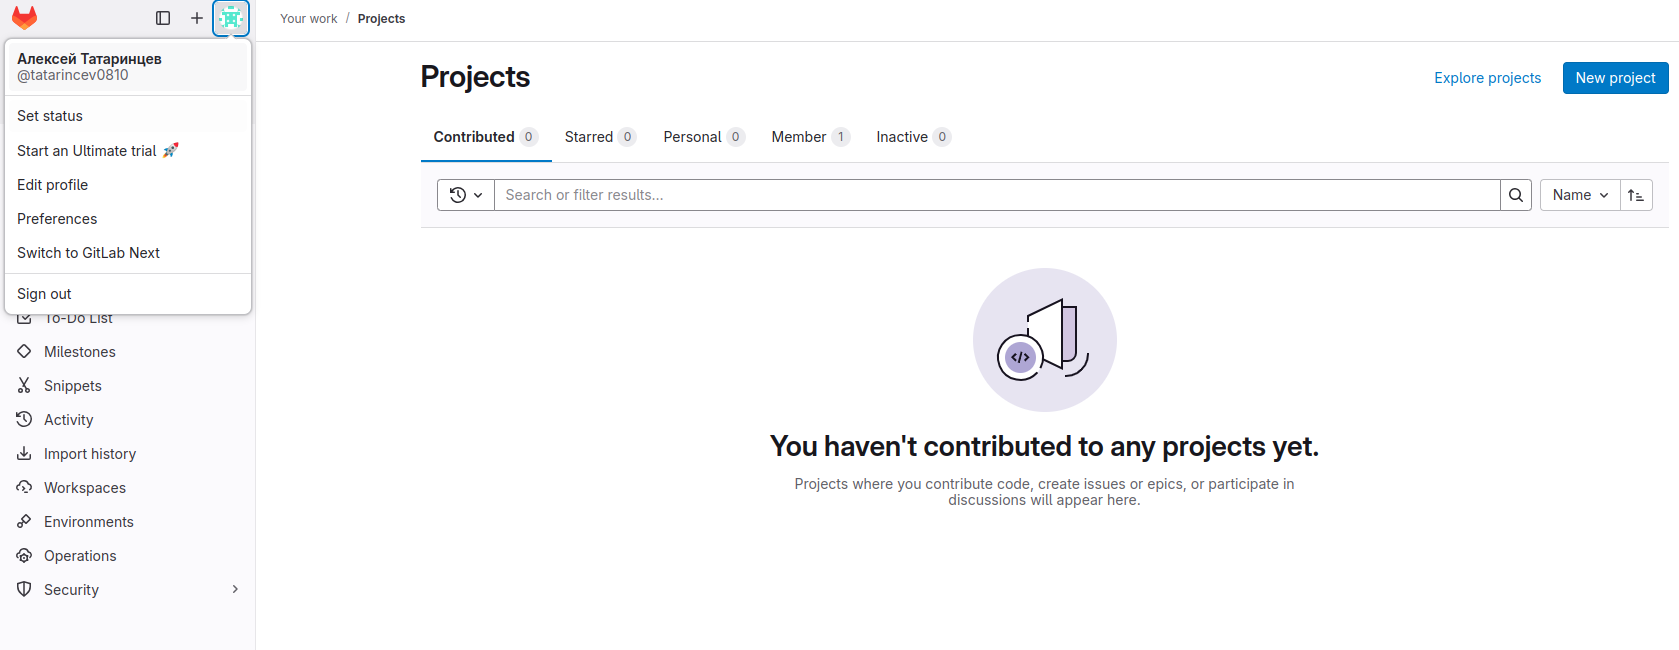 Your work / Projects
Алексей Татаринцев
@tatarincev0810
Set status
Start an Ultimate trial 🚀
Edit profile
Preferences
Switch to GitLab Next
Sign out
To-Do List
Milestones
Snippets
Activity
Import history
Workspaces
Environments
Operations
Security
Projects
Explore projects
New project
Contributed 0 Starred 0 Personal 0 Member 1 Inactive 0
Search or filter results...
Name
</>
You haven't contributed to any projects yet.
Projects where you contribute code, create issues or epics, or participate in
discussions will appear here.